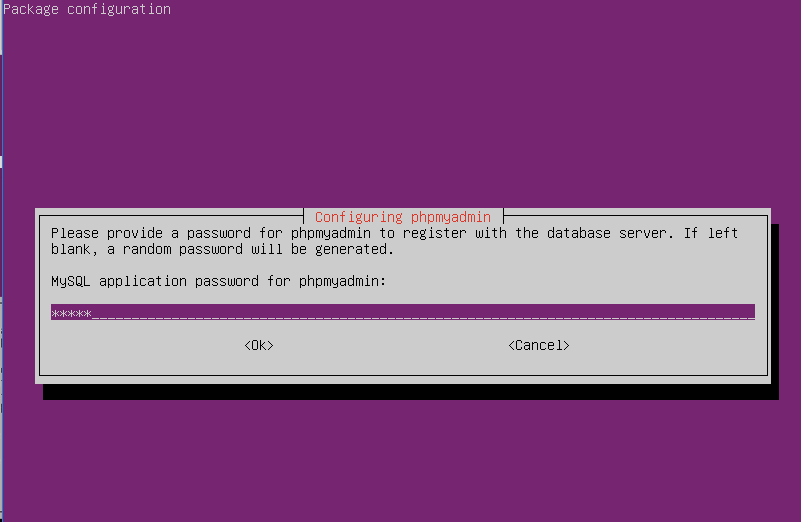 Package configuration
Configuring phpmyadmin
Please provide a password for phpmyadmin to register with the database server. If left
blank, a random password will be generated.
MySQL application password for phpmyadmin:
*****
<Ok> <Cancel>